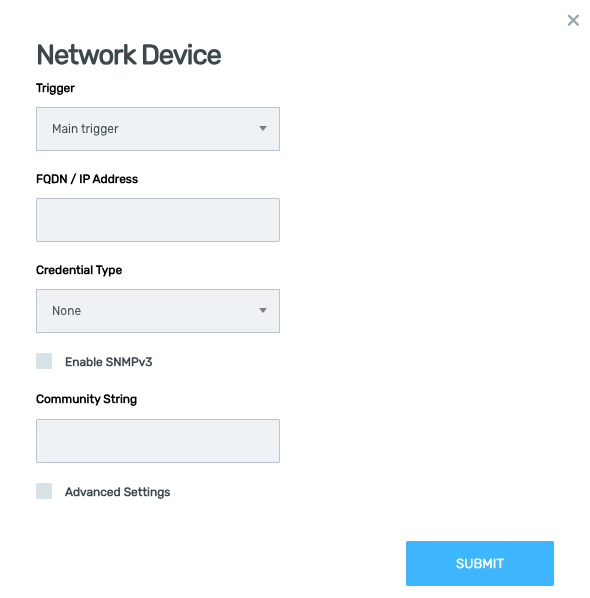 Network Device
Trigger
Main trigger
FQDN / IP Address
Credential Type
None
Enable SNMPv3
Community String
Advanced Settings
SUBMIT